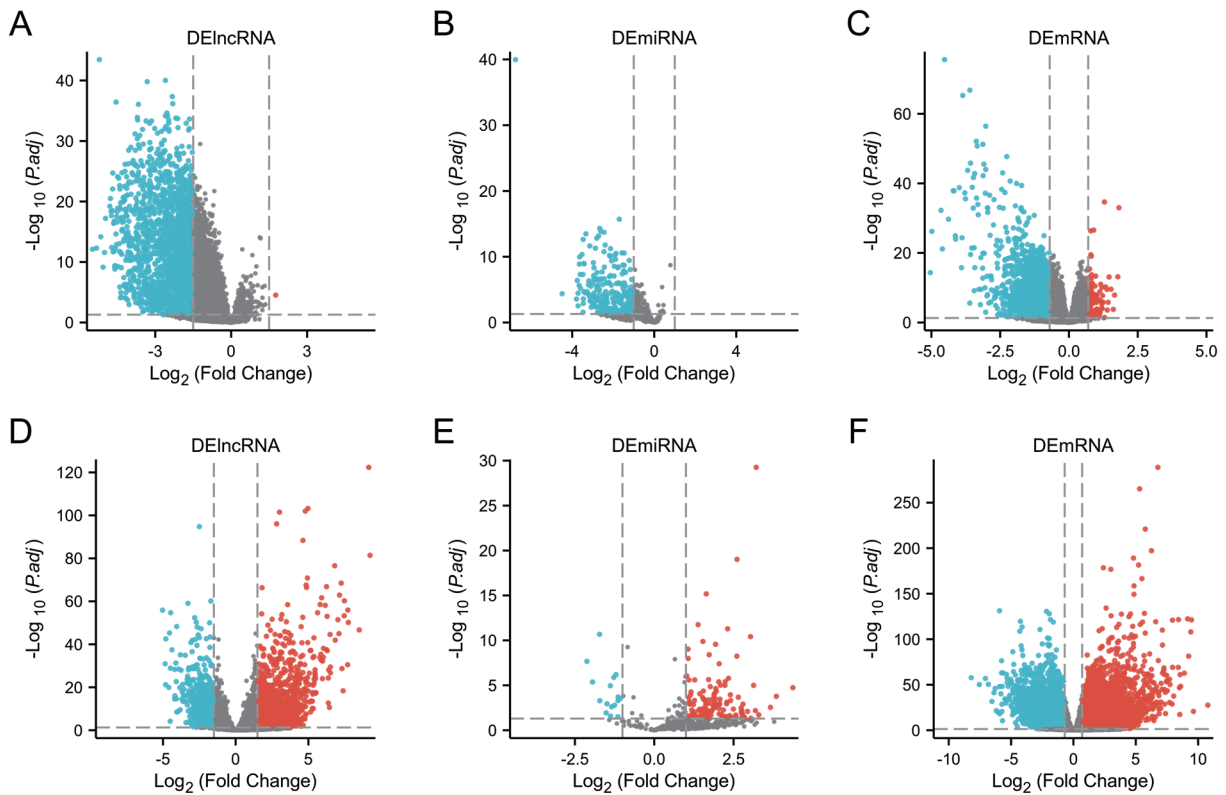 A
DElncRNA
-Log 10 (P.adj)
40
30
20
10
0
-3
0
3
Log2 (Fold Change)
B
DEmiRNA
-Log 10 (P.adj)
40
30
20
10
0
-4
0
4
Log2 (Fold Change)
C
DEmRNA
-Log 10 (P.adj)
60
40
20
0
-5.0
-2.5
0.0
2.5
5.0
Log2 (Fold Change)
D
DElncRNA
-Log 10 (P.adj)
120
100
80
60
40
20
0
-5
0
5
Log2 (Fold Change)
E
DEmiRNA
-Log 10 (P.adj)
30
25
20
15
10
5
0
-2.5
0.0
2.5
Log2 (Fold Change)
F
DEmRNA
-Log 10 (P.adj)
250
200
150
100
50
0
-10
-5
0
5
10
Log2 (Fold Change)